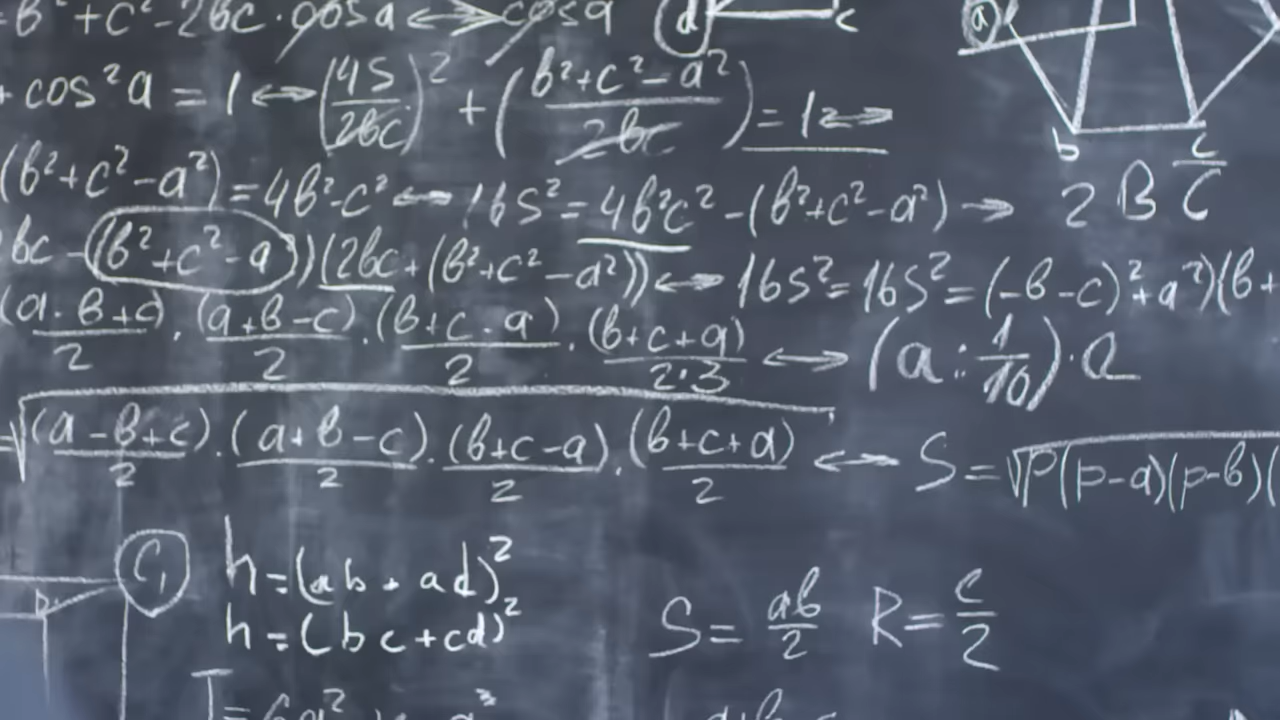 b² + c² - 2bc · cosa ⟷ cosa d c a
+ cos²a = 1 ⟷ (4S/2bc)² + (b²+c²-a²/2bc) = 1 ⟷
b c
(b²+c²-a²) = 4b²-c² ⟷ 16S² = 4b²c² - (b²+c²-a²) → 2 B C
bc - (b²+c²-a))(2bc + (b²+c²-a²)) ⟷ 16S² = 16S² = (-b-c)²+a²)(b+
(a·b+c)/2 · (a+b-c)/2 · (b+c-a)/2 · (b+c+a)/2·3 ⟷ (a : 1/10) · a
= √(a-b+c)/2 · (a+b-c)/2 · (b+c-a)/2 · (b+c+a)/2 ⟷ S = √P(p-a)(p-b)(
C₁ h = (ab + ad)²
b h = (bc + cd)² S = ab/2 R = c/2